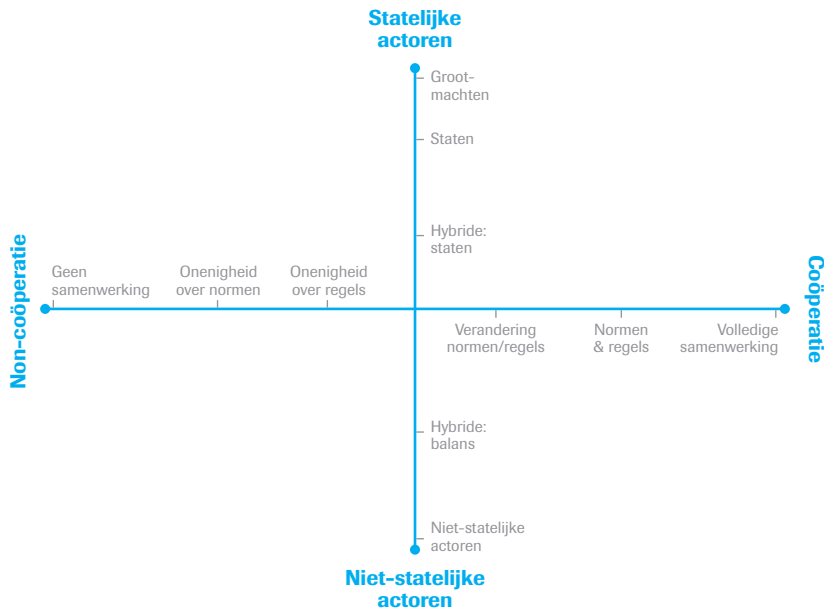 Statelijke
actoren
Groot-
machten
Staten
Hybride:
staten
Non-coöperatie
Geen
samenwerking
Onenigheid
over normen
Onenigheid
over regels
Coöperatie
Verandering
normen/regels
Normen
& regels
Volledige
samenwerking
Hybride:
balans
Niet-statelijke
actoren
Niet-statelijke
actoren